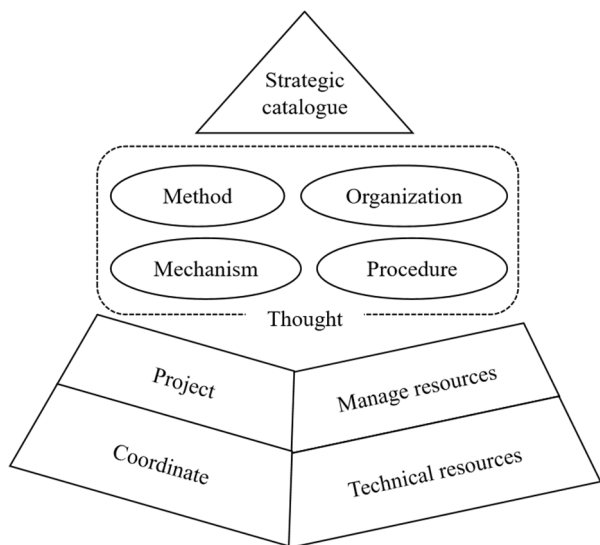 Strategic
catalogue
Method
Organization
Mechanism
Procedure
Thought
Project
Manage resources
Coordinate
Technical resources